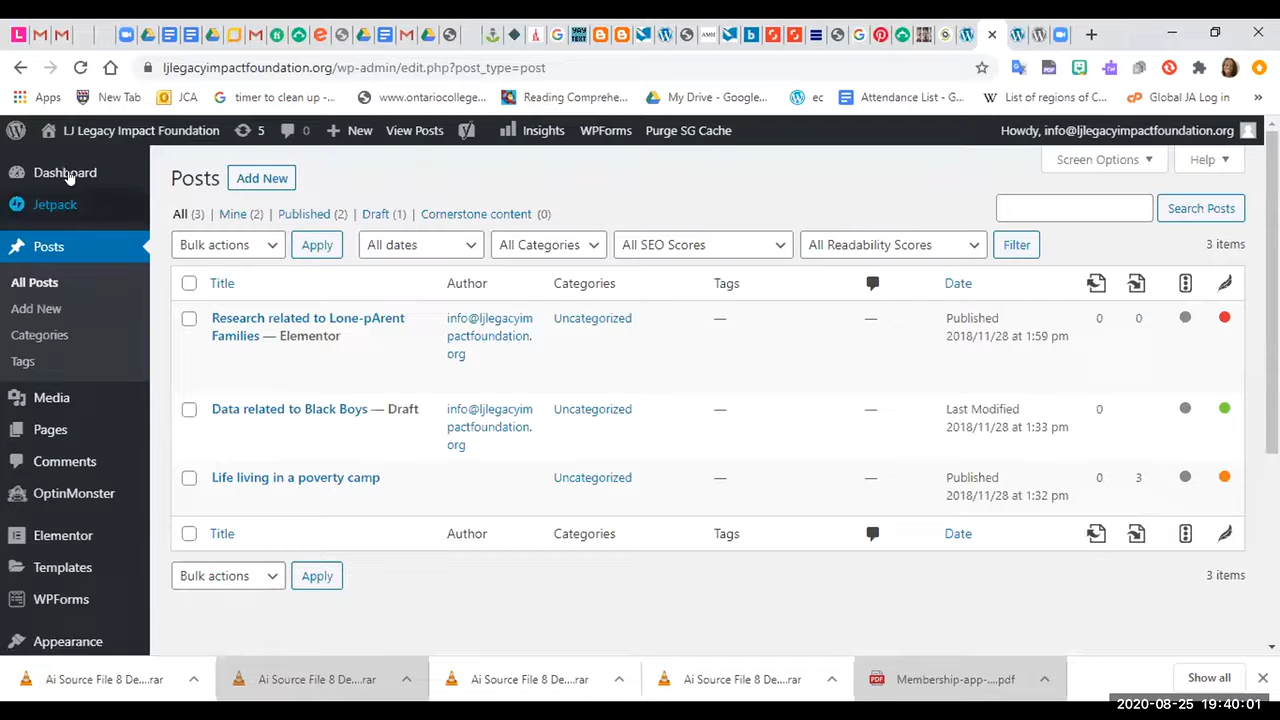 ljlegacyimpactfoundation.org/wp-admin/edit.php?post_type=post
Apps
New Tab
JCA
timer to clean up -...
www.ontariocollege...
Reading Comprehe...
My Drive - Google...
ec
Attendance List - G...
List of regions of C...
Global JA Log in
»
LJ Legacy Impact Foundation
5
0
+ New
View Posts
Insights
WPForms
Purge SG Cache
Howdy, info@ljlegacyimpactfoundation.org
Dashboard
Jetpack
Posts
All Posts
Add New
Categories
Tags
Media
Pages
Comments
OptinMonster
Elementor
Templates
WPForms
Appearance
Screen Options
Help
Posts
Add New
All (3) | Mine (2) | Published (2) | Draft (1) | Cornerstone content (0)
Search Posts
Bulk actions
Apply
All dates
All Categories
All SEO Scores
All Readability Scores
Filter
3 items
Title Author Categories Tags Date
Research related to Lone-pArent
Families — Elementor
info@ljlegacyim
pactfoundation.
org
Uncategorized
—
—
Published
2018/11/28 at 1:59 pm
0
0
Data related to Black Boys — Draft
info@ljlegacyim
pactfoundation.
org
Uncategorized
—
—
Last Modified
2018/11/28 at 1:33 pm
0
Life living in a poverty camp
Uncategorized
—
—
Published
2018/11/28 at 1:32 pm
0
3
Title Author Categories Tags Date
Bulk actions
Apply
3 items
Ai Source File 8 De....rar
Ai Source File 8 De....rar
Ai Source File 8 De....rar
Ai Source File 8 De....rar
Membership-app-....pdf
Show all
2020-08-25 19:40:01